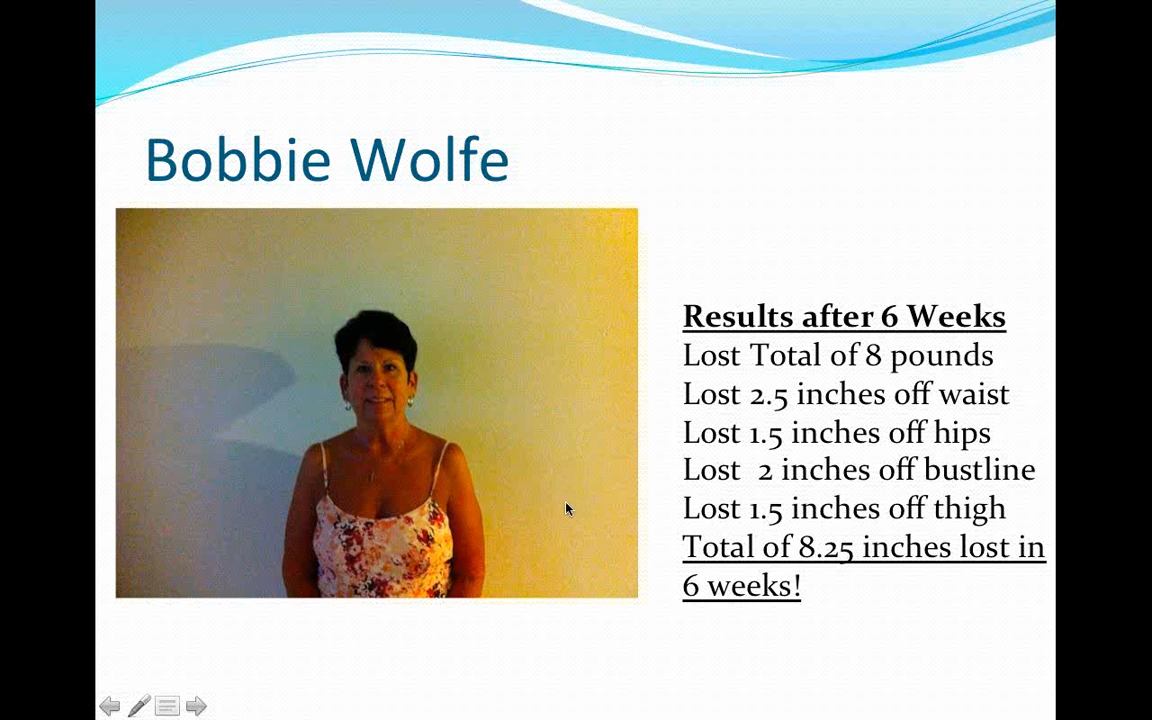 Bobbie Wolfe
Results after 6 Weeks
Lost Total of 8 pounds
Lost 2.5 inches off waist
Lost 1.5 inches off hips
Lost  2 inches off bustline
Lost 1.5 inches off thigh
Total of 8.25 inches lost in
6 weeks!